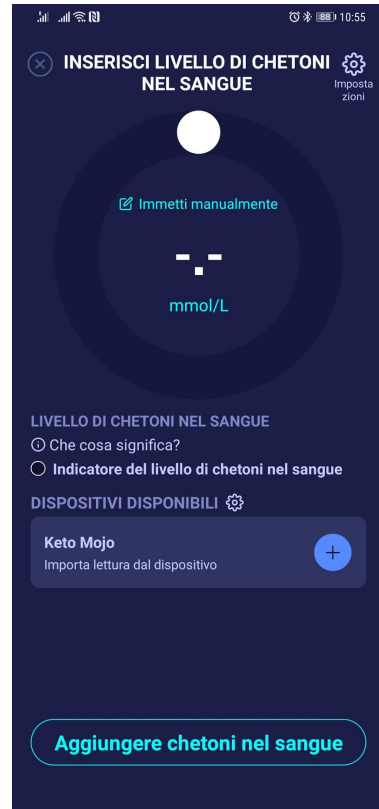 88 10:55
INSERISCI LIVELLO DI CHETONI
NEL SANGUE
Imposta
zioni
Immetti manualmente
-.-
mmol/L
LIVELLO DI CHETONI NEL SANGUE
Che cosa significa?
Indicatore del livello di chetoni nel sangue
DISPOSITIVI DISPONIBILI
Keto Mojo
Importa lettura dal dispositivo
Aggiungere chetoni nel sangue